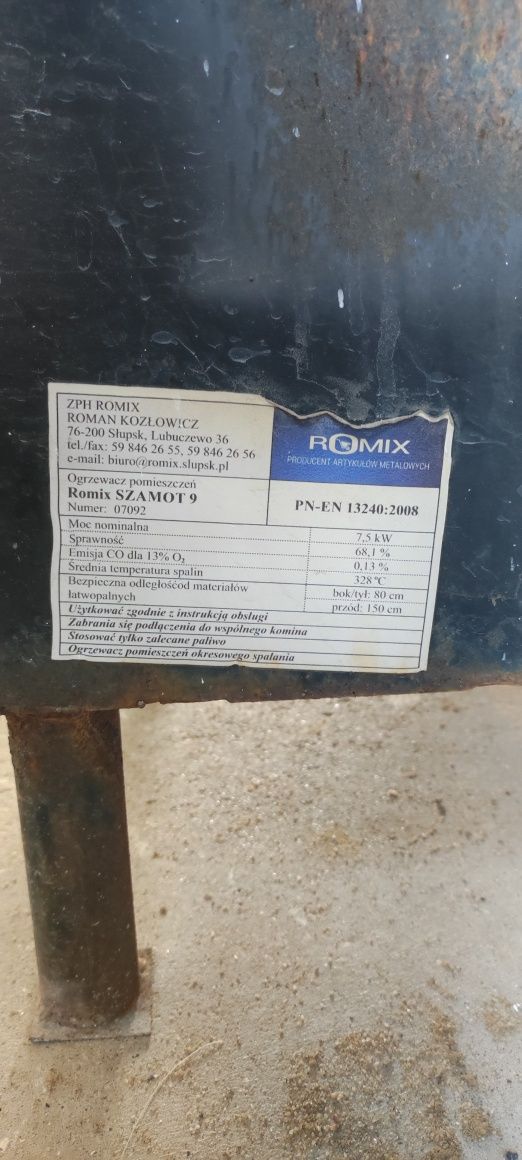 ZPH ROMIX
ROMAN KOZŁOW!CZ
76-200 Słupsk, Lubuczewo 36
tel./fax: 59 846 26 55, 59 846 26 56
e-mail: biuro@romix.slupsk.pl
ROMIX
PRODUCENT ARTYKUŁÓW METALOWYCH
Ogrzewacz pomieszczeń
Romix SZAMOT 9
Numer: 07092
PN-EN 13240:2008
Moc nominalna 7,5 kW
Sprawność 68,1 %
Emisja CO dla 13% O₂ 0,13 %
Średnia temperatura spalin 328 °C
Bezpieczna odległośćod materiałów
łatwopalnych
bok/tył: 80 cm
przód: 150 cm
Użytkować zgodnie z instrukcją obsługi
Zabrania się podłączenia do wspólnego komina
Stosować tylko zalecane paliwo
Ogrzewacz pomieszczeń okresowego spalania